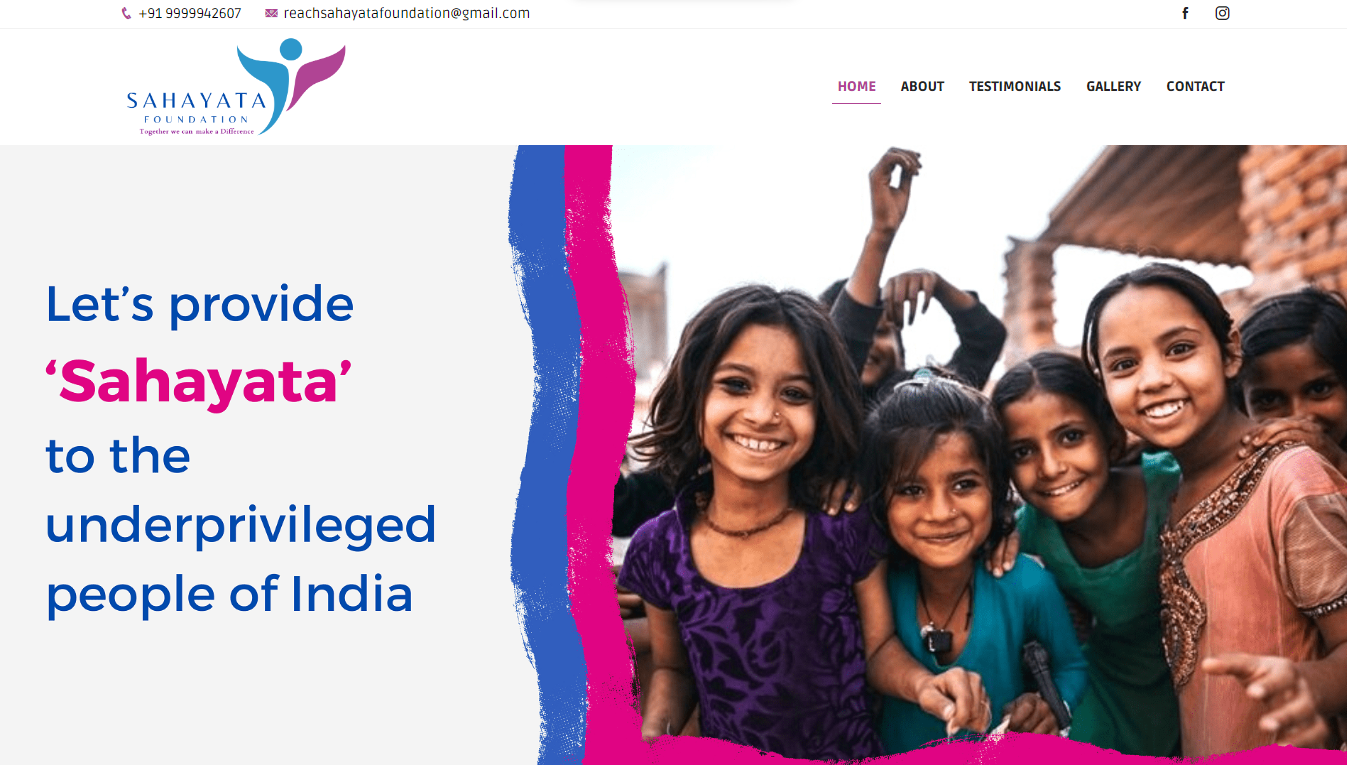 +91 9999942607 reachsahayatafoundation@gmail.com
SAHAYATA
FOUNDATION
Together we can make a Difference
HOME ABOUT TESTIMONIALS GALLERY CONTACT
Let’s provide
‘Sahayata’
to the
underprivileged
people of India